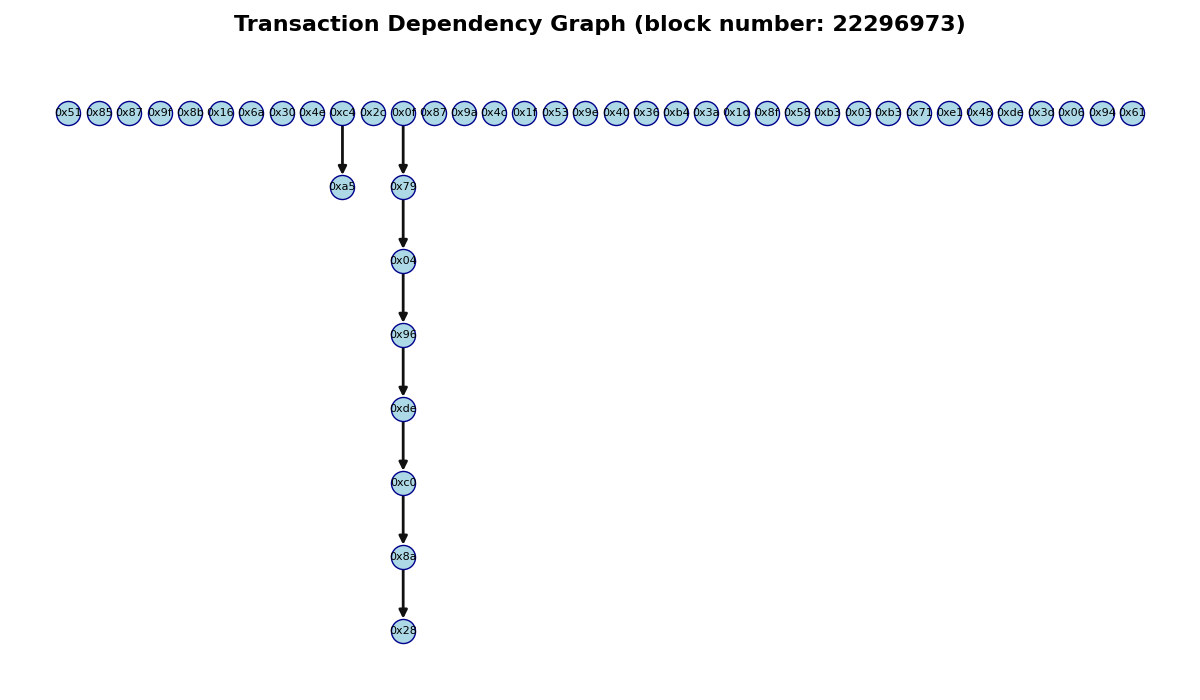 Transaction Dependency Graph (block number: 22296973)
0x51 0x85 0x87 0x9f 0x8b 0x16 0x6a 0x30 0x4e 0xc4 0x2c 0x0f 0x87 0x9a 0x4c 0x1f 0x53 0x9e 0x40 0x36 0xb4 0x3a 0x1d 0x8f 0x58 0xb3 0x03 0xb3 0x71 0xe1 0x48 0xde 0x3d 0x06 0x94 0x61
0xa5 0x79
0x04
0x96
0xde
0xc0
0x8a
0x28